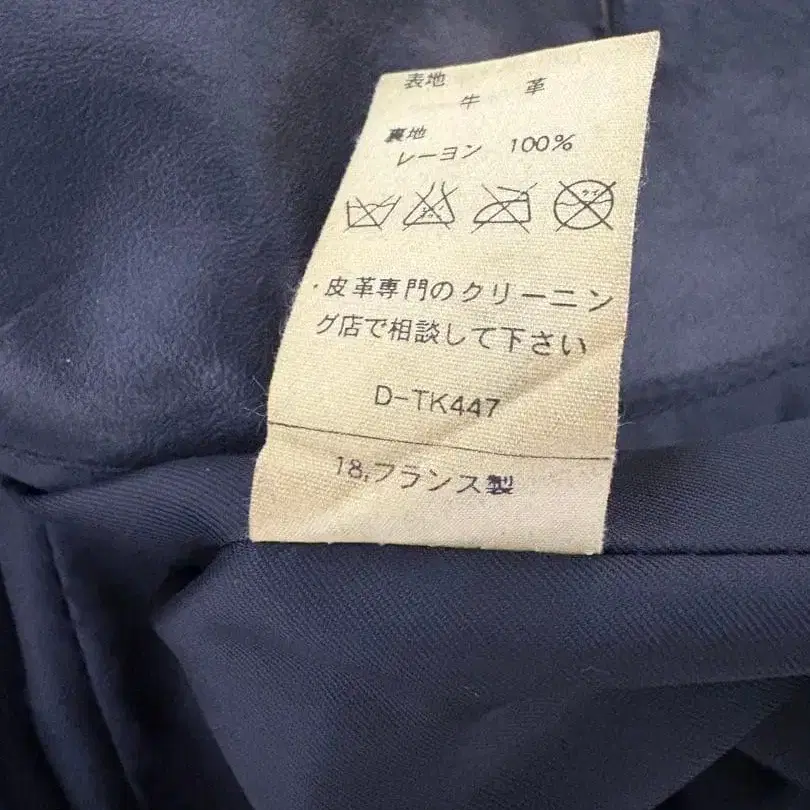 表地
牛 革
裏地
レーヨン 100%
・皮革専門のクリーニン
グ店で相談して下さい
D-TK447
18,フランス製